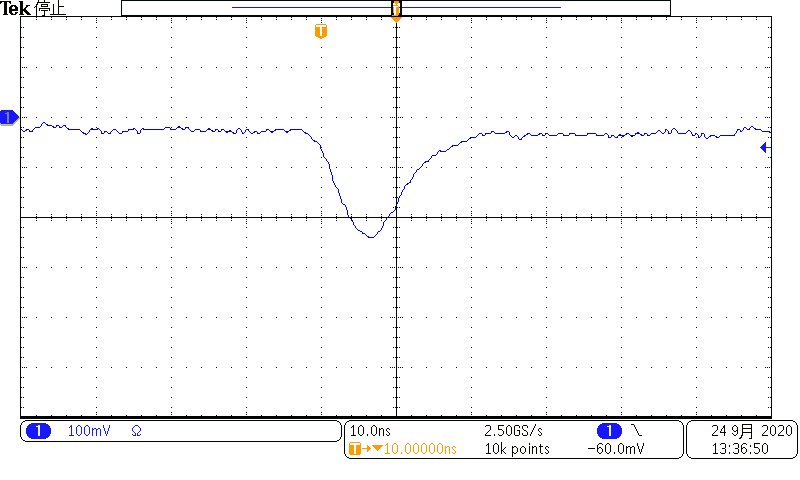 Tek 停止
T
T
1
1 100mV Ω
10.0ns 2.50GS/s 1
T→▼10.00000ns 10k points -60.0mV
24 9月 2020
13:36:50